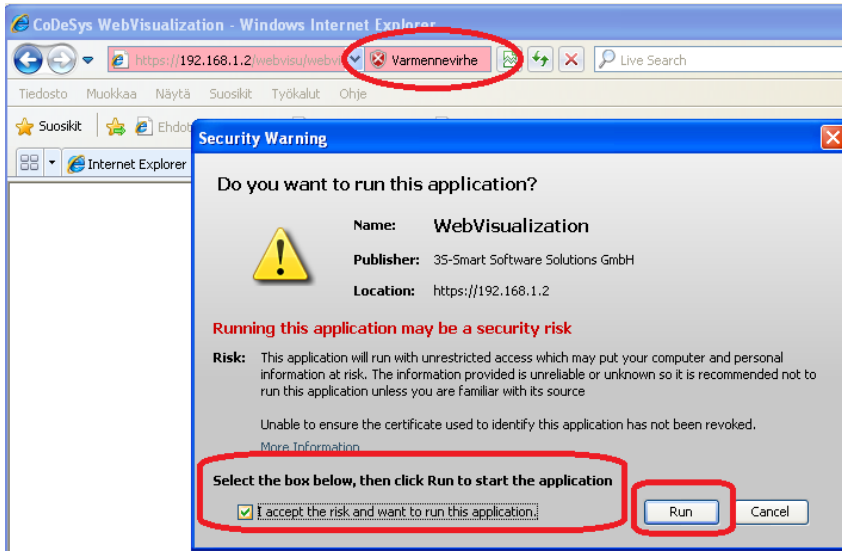 CoDeSys WebVisualization - Windows Internet Explorer
https://192.168.1.2/webvisu/webvi Varmennevirhe Live Search
Tiedosto Muokkaa Näytä Suosikit Työkalut Ohje
Suosikit Ehdot
Internet Explorer
Security Warning
Do you want to run this application?
Name: WebVisualization
Publisher: 3S-Smart Software Solutions GmbH
Location: https://192.168.1.2
Running this application may be a security risk
Risk: This application will run with unrestricted access which may put your computer and personal
information at risk. The information provided is unreliable or unknown so it is recommended not to
run this application unless you are familiar with its source
Unable to ensure the certificate used to identify this application has not been revoked.
More Information
Select the box below, then click Run to start the application
I accept the risk and want to run this application.
Run Cancel